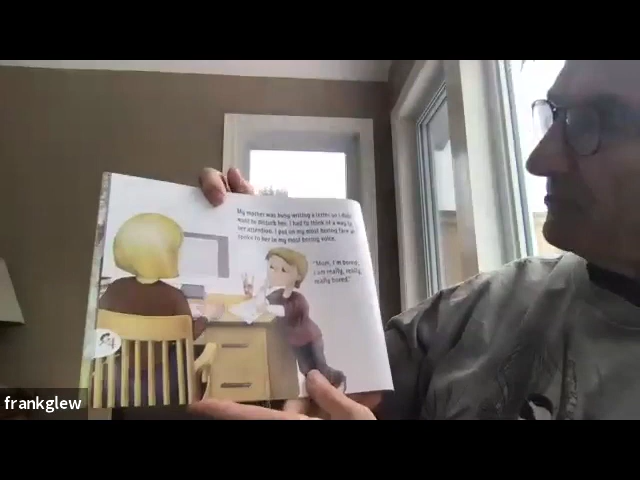 My mother was busy writing a letter so I didn't
want to disturb her. I had to think of a way to
her attention. I put on my most boring face and
spoke to her in my most boring voice.
"Mum, I'm bored,
I am really, really,
really bored."
frankglew